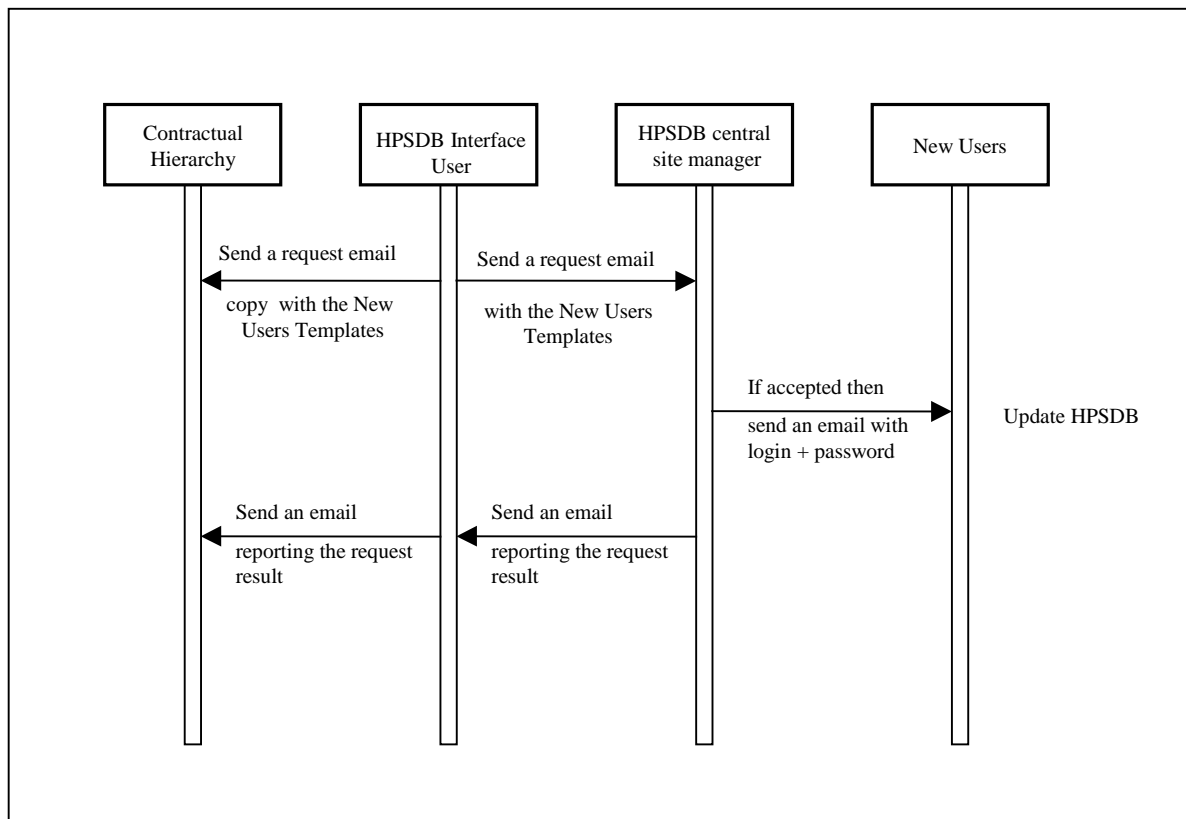 Contractual
Hierarchy
HPSDB Interface
User
HPSDB central
site manager
New Users
Send a request email
copy with the New
Users Templates
Send a request email
with the New Users
Templates
If accepted then
send an email with
login + password
Update HPSDB
Send an email
reporting the request
result
Send an email
reporting the request
result